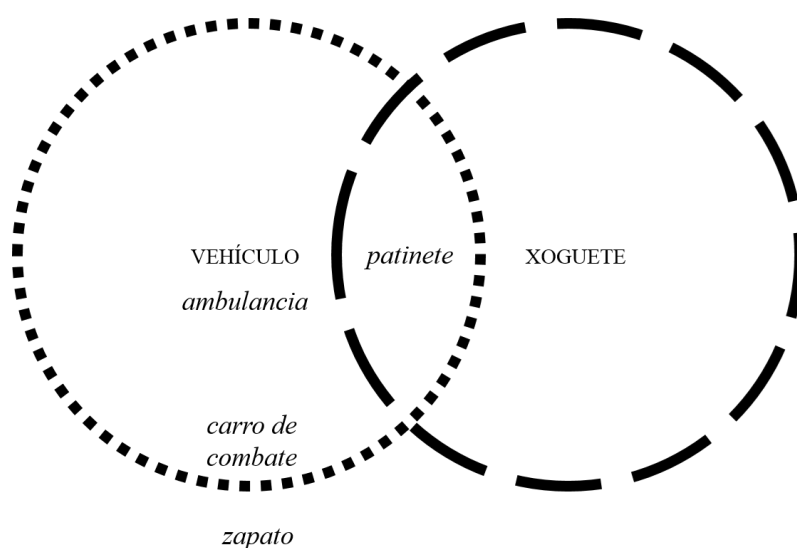 VEHÍCULO patinete XOGUETE
ambulancia
carro de
combate
zapato